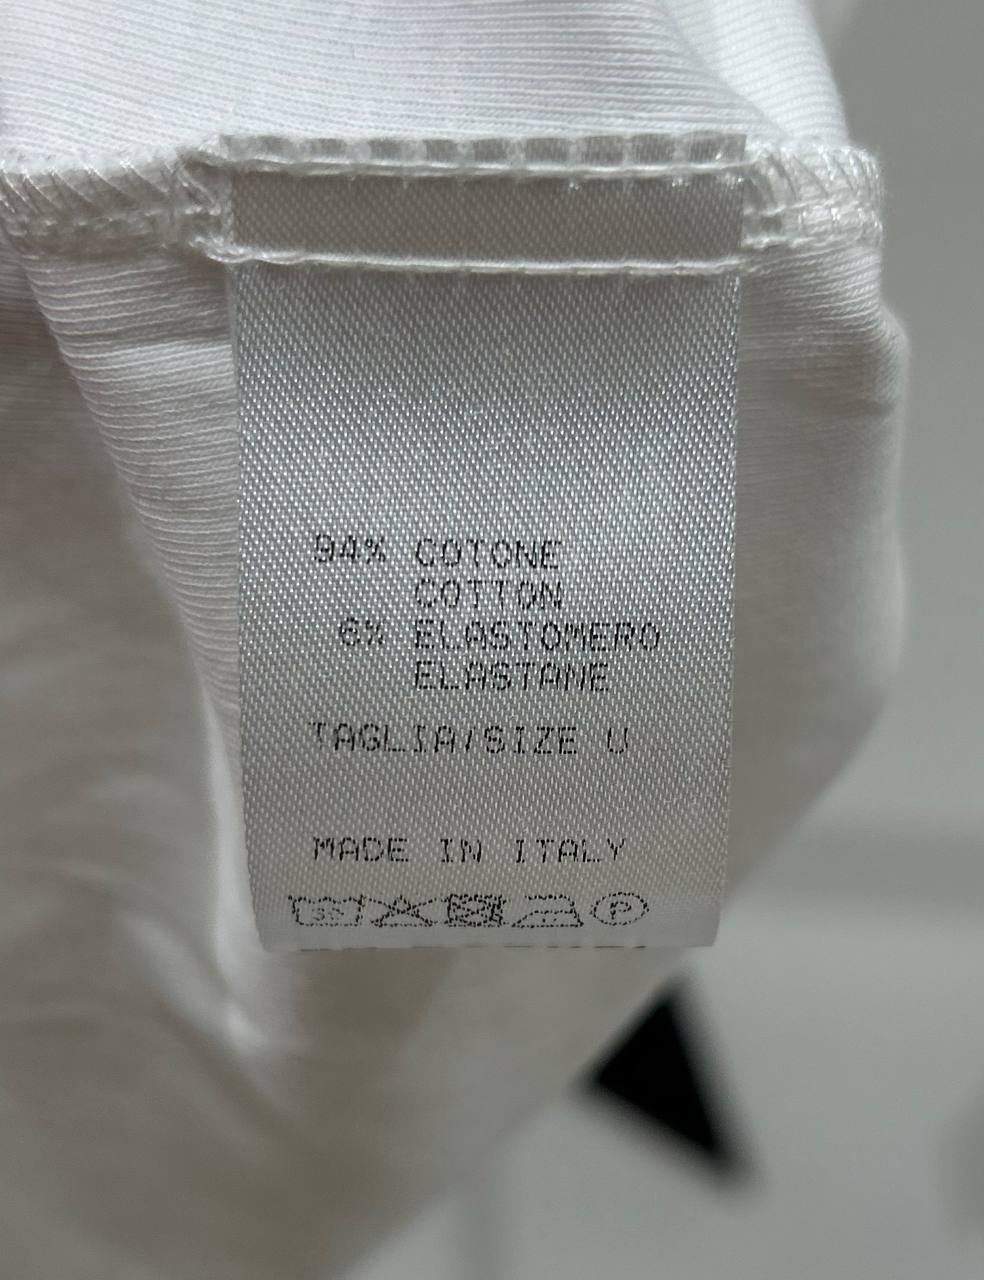 94% COTONE
COTTON
6% ELASTOMERO
ELASTANE
TAGLIA/SIZE U
MADE IN ITALY
P